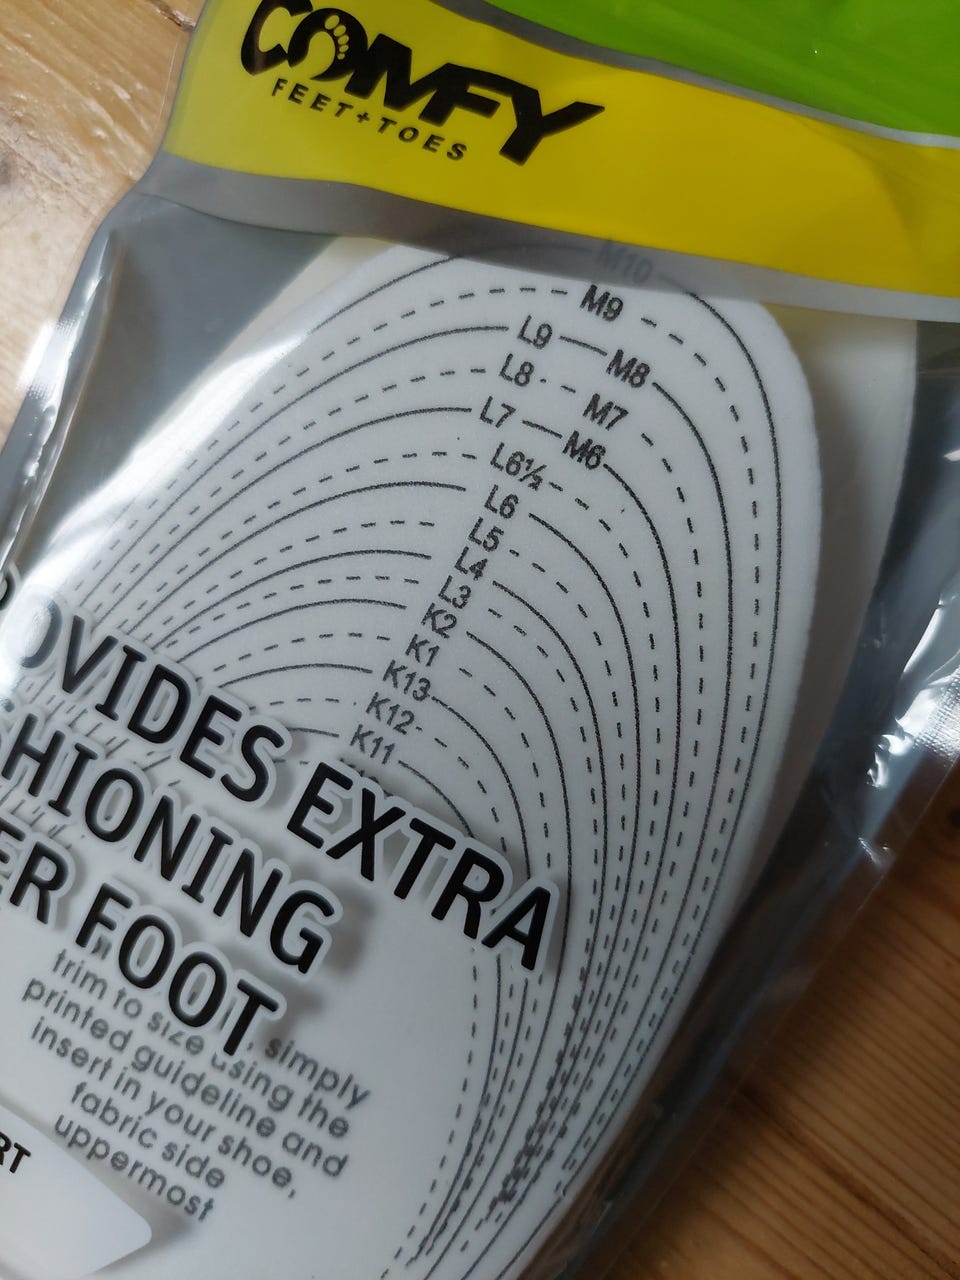 COMFY
FEET+TOES
M10
M9
L9 M8
L8 M7
L7 M6
L6½
L6
L5
L4
L3
K2
K1
K13
K12
K11
OVIDES EXTRA
HIONING
ER FOOT
trim to size, simply
printed guideline and using the
insert in your shoe,
fabric side
uppermost
RT